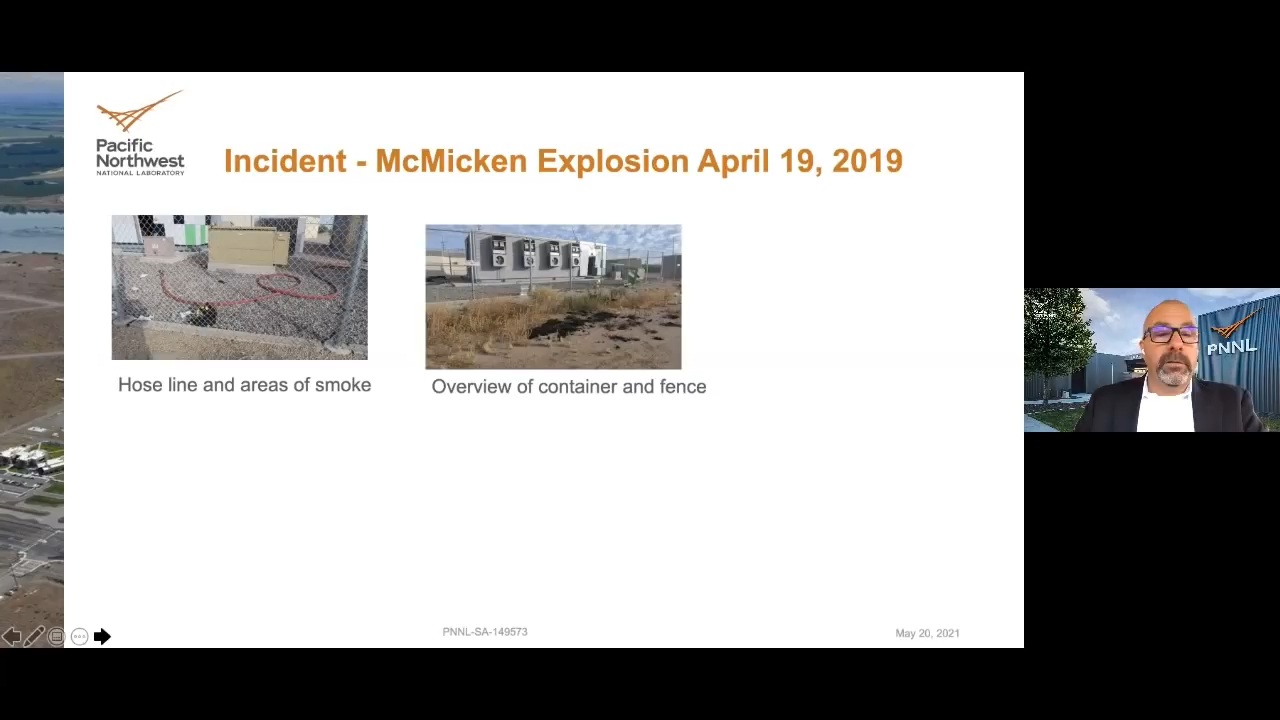 Pacific
Northwest
NATIONAL LABORATORY
Incident - McMicken Explosion April 19, 2019
Hose line and areas of smoke
Overview of container and fence
PNNL
PNNL-SA-149573
May 20, 2021